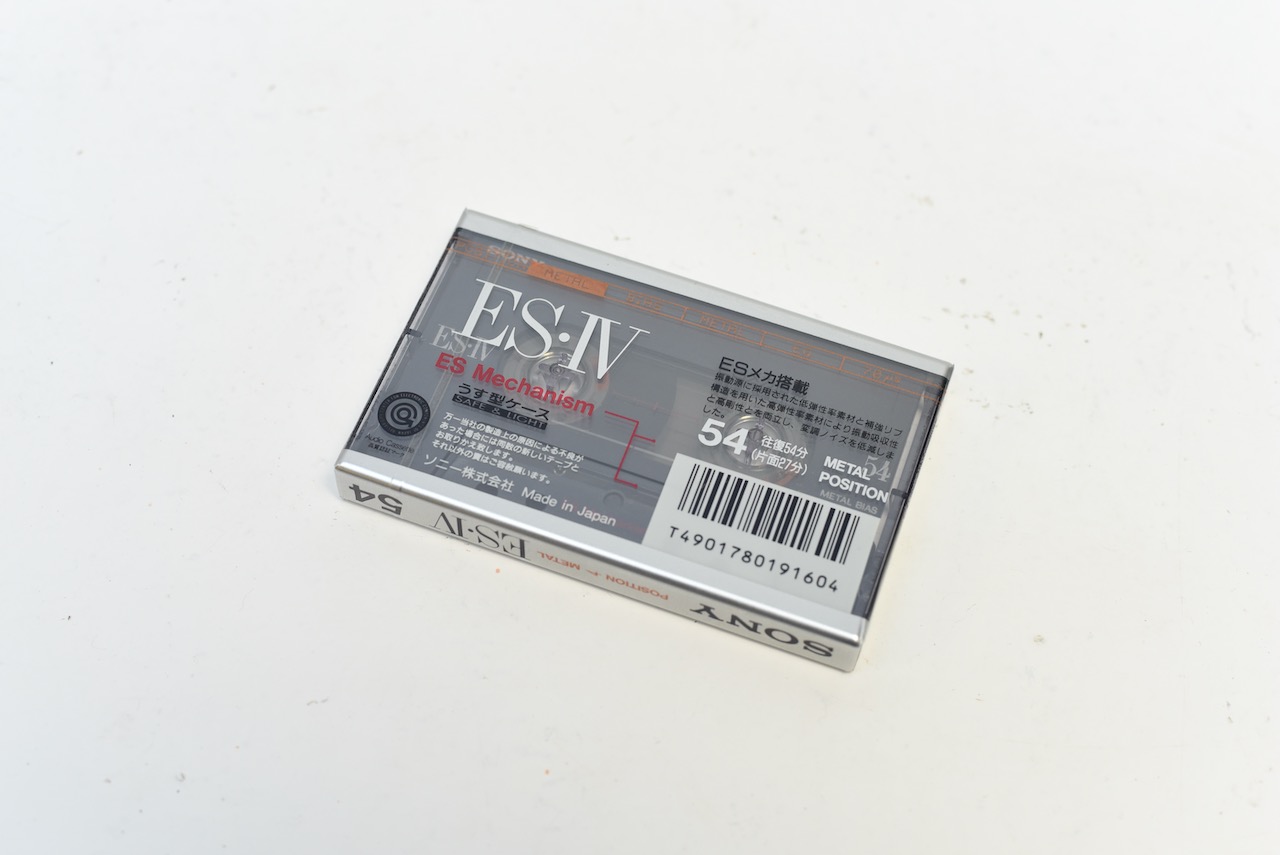 SONY
METAL
ES·IV
ES·IV
ES Mechanism
うす型ケース
SAFE & LIGHT
万一当社の製造上の原因による不良が
あった場合には同数の新しいテープと
お取りかえ致します。
それ以外の責はご容赦願います。
ソニー株式会社 Made in Japan
Audio Cassette
ESメカ搭載
振動源に採用された低弾性率素材と補強リブ
構造を用いた高弾性率素材により振動吸収性
と高剛性とを両立し、変調ノイズを低減しま
した。
54 往復54分
(片面27分)
54
METAL
POSITION
METAL BIAS
T4901780191604
SONY
POSITION ← METAL
ES·IV
54